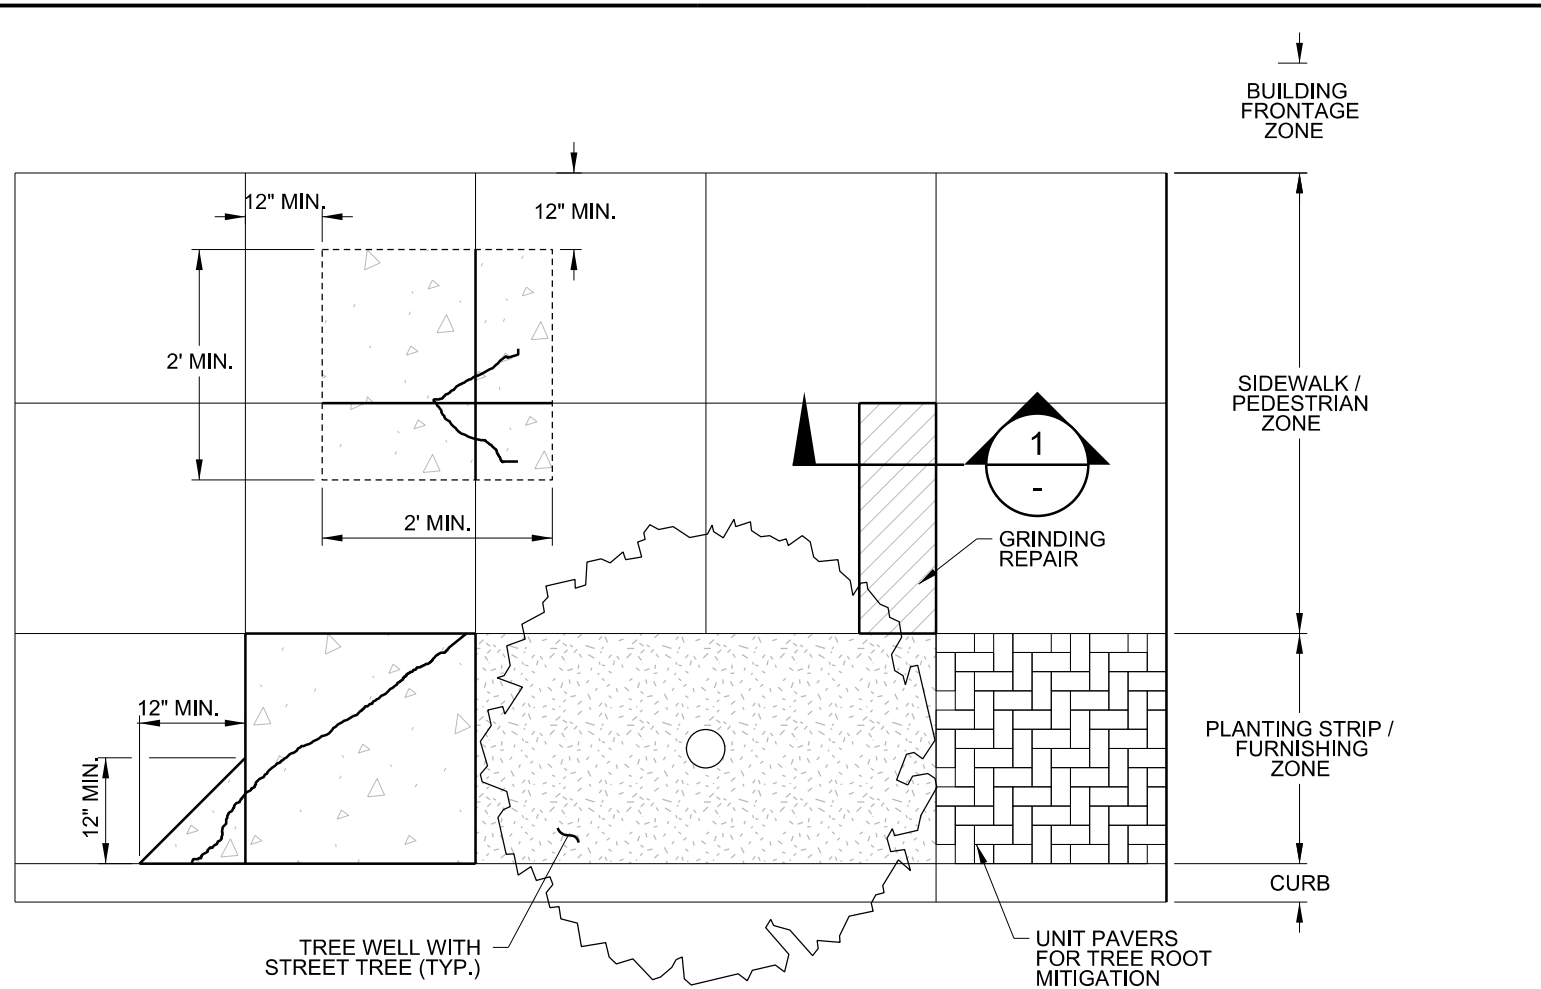 BUILDING
FRONTAGE
ZONE
12" MIN.
12" MIN.
2' MIN.
2' MIN.
SIDEWALK /
PEDESTRIAN
ZONE
1
-
GRINDING
REPAIR
12" MIN.
12" MIN.
PLANTING STRIP /
FURNISHING
ZONE
CURB
TREE WELL WITH
STREET TREE (TYP.)
UNIT PAVERS
FOR TREE ROOT
MITIGATION